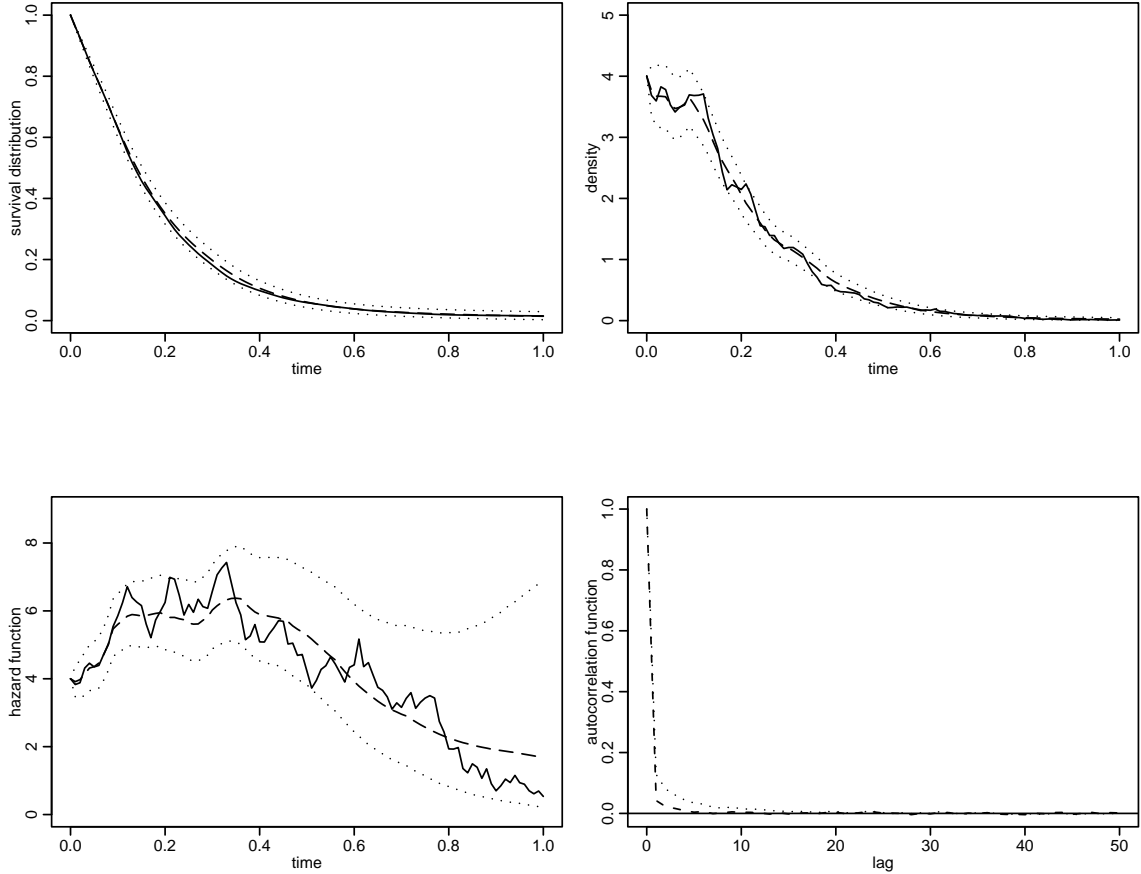 survival distribution
0.0 0.2 0.4 0.6 0.8 1.0
0.0 0.2 0.4 0.6 0.8 1.0
time
density
0 1 2 3 4 5
0.0 0.2 0.4 0.6 0.8 1.0
time
hazard function
0 2 4 6 8
0.0 0.2 0.4 0.6 0.8 1.0
time
autocorrelation function
0.0 0.2 0.4 0.6 0.8 1.0
0 10 20 30 40 50
lag